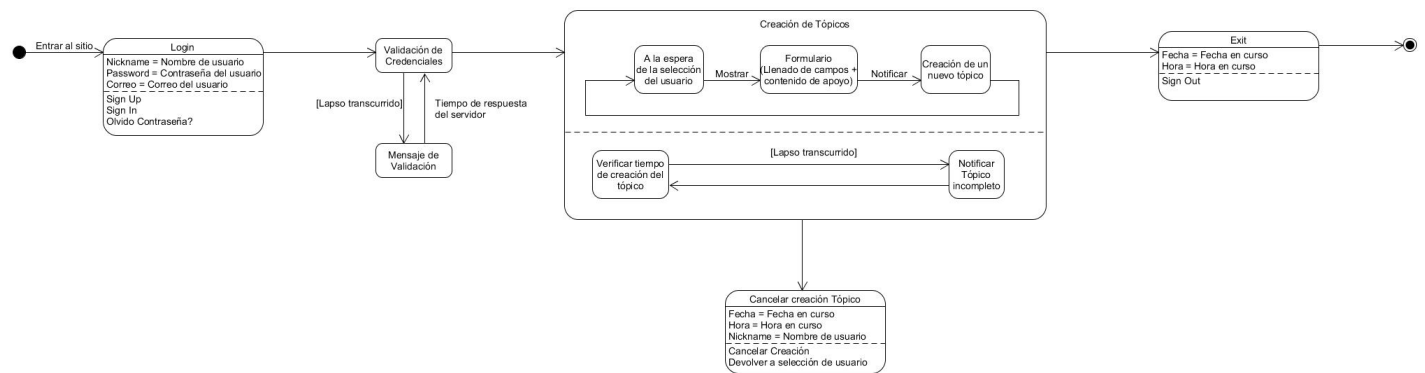 Entrar al sitio
Login
Nickname = Nombre de usuario
Password = Contraseña del usuario
Correo = Correo del usuario
Sign Up
Sign In
Olvido Contraseña?
Validación de
Credenciales
[Lapso transcurrido]
Tiempo de respuesta
del servidor
Mensaje de
Validación
Creación de Tópicos
A la espera
de la selección
del usuario
Mostrar
Formulario
(Llenado de campos +
contenido de apoyo)
Notificar
Creación de un
nuevo tópico
Verificar tiempo
de creación del
tópico
[Lapso transcurrido]
Notificar
Tópico
incompleto
Cancelar creación Tópico
Fecha = Fecha en curso
Hora = Hora en curso
Nickname = Nombre de usuario
Cancelar Creación
Devolver a selección de usuario
Exit
Fecha = Fecha en curso
Hora = Hora en curso
Sign Out